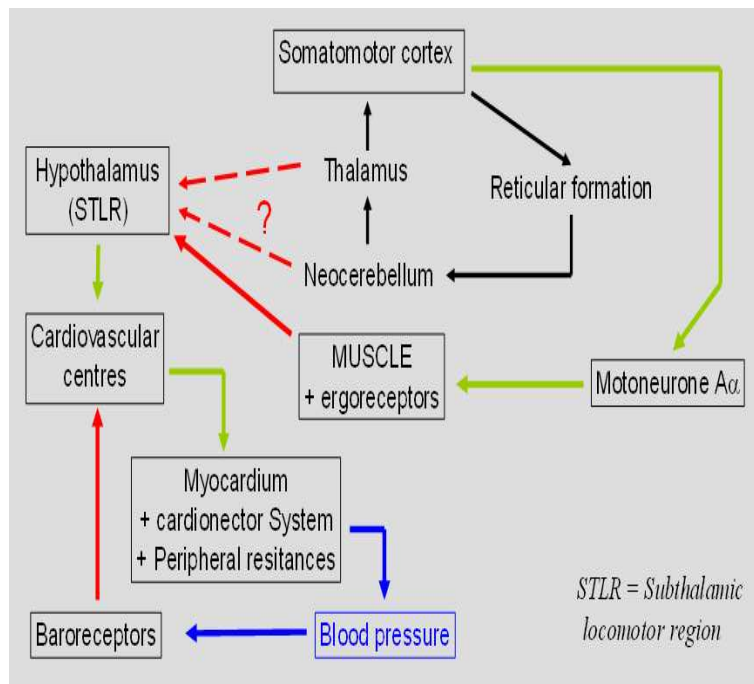 Somatomotor cortex
Hypothalamus
(STLR)
Thalamus
Reticular formation
?
Neocerebellum
Cardiovascular
centres
MUSCLE
+ ergoreceptors
Motoneurone Aα
Myocardium
+ cardionector System
+ Peripheral resitances
STLR = Subthalamic
locomotor region
Baroreceptors
Blood pressure